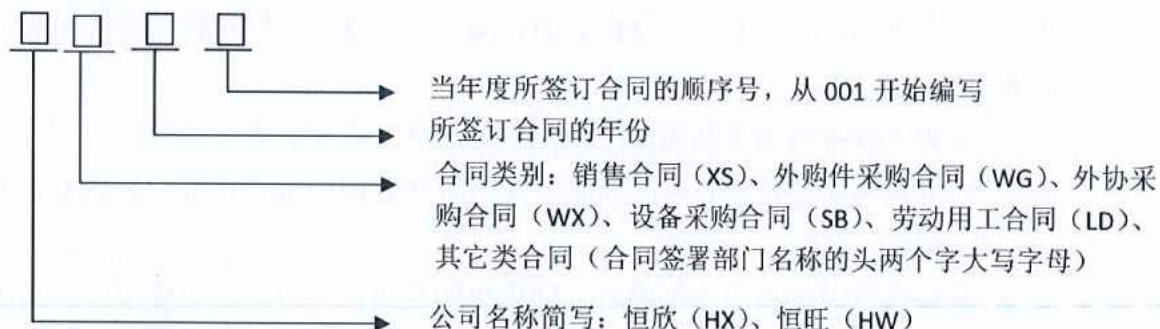 当年度所签订合同的顺序号，从 001 开始编写
所签订合同的年份
合同类别：销售合同（XS）、外购件采购合同（WG）、外协采
购合同（WX）、设备采购合同（SB）、劳动用工合同（LD）、
其它类合同（合同签署部门名称的头两个字大写字母）
公司名称简写：恒欣（HX）、恒旺（HW）